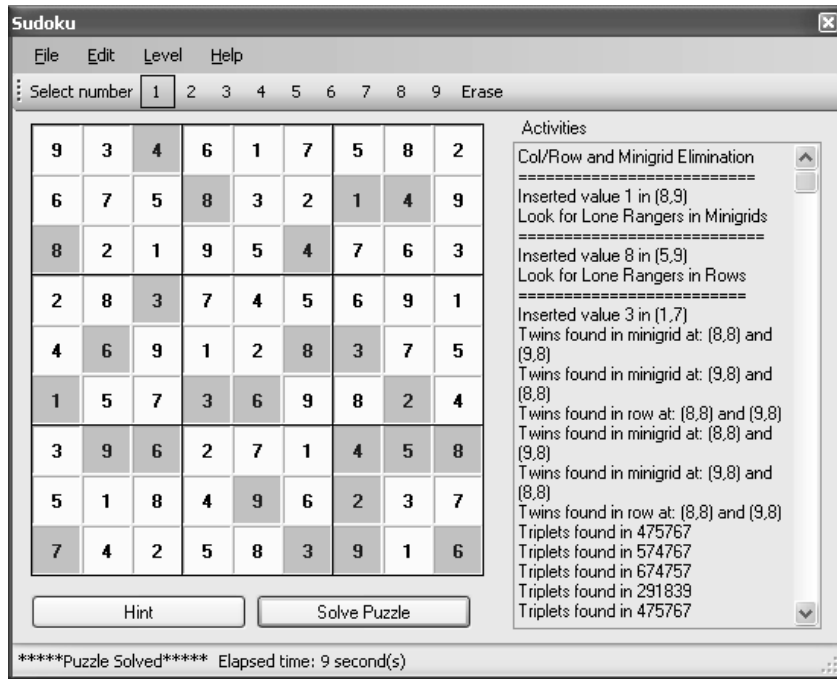 Sudoku
File Edit Level Help
Select number 1 2 3 4 5 6 7 8 9 Erase
9 3 4 6 1 7 5 8 2
6 7 5 8 3 2 1 4 9
8 2 1 9 5 4 7 6 3
2 8 3 7 4 5 6 9 1
4 6 9 1 2 8 3 7 5
1 5 7 3 6 9 8 2 4
3 9 6 2 7 1 4 5 8
5 1 8 4 9 6 2 3 7
7 4 2 5 8 3 9 1 6
Hint Solve Puzzle
Activities
Col/Row and Minigrid Elimination
==========================
Inserted value 1 in (8,9)
Look for Lone Rangers in Minigrids
===========================
Inserted value 8 in (5,9)
Look for Lone Rangers in Rows
=========================
Inserted value 3 in (1,7)
Twins found in minigrid at: (8,8) and
(9,8)
Twins found in minigrid at: (9,8) and
(8,8)
Twins found in row at: (8,8) and (9,8)
Twins found in minigrid at: (8,8) and
(9,8)
Twins found in minigrid at: (9,8) and
(8,8)
Twins found in row at: (8,8) and (9,8)
Triplets found in 475767
Triplets found in 574767
Triplets found in 674757
Triplets found in 291839
Triplets found in 475767
*****Puzzle Solved***** Elapsed time: 9 second(s)